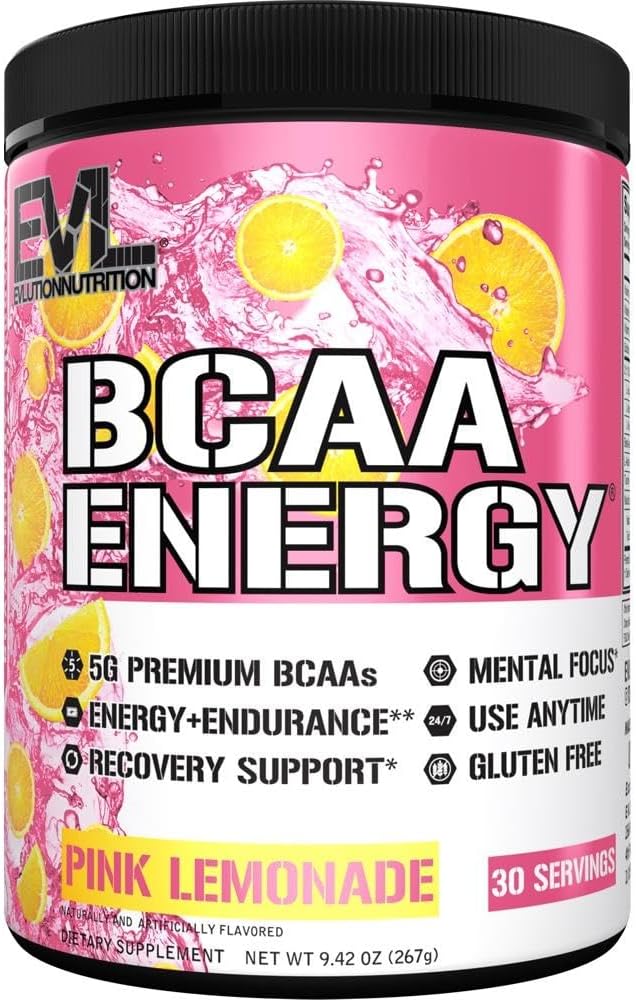 EVL®
EVLUTIONNUTRITION
BCAA
ENERGY®
5 5G PREMIUM BCAAs
ENERGY+ENDURANCE**
RECOVERY SUPPORT*
MENTAL FOCUS*
24/7 USE ANYTIME
GLUTEN FREE
PINK LEMONADE
30 SERVINGS
NATURALLY AND ARTIFICIALLY FLAVORED
DIETARY SUPPLEMENT NET WT 9.42 OZ (267g)